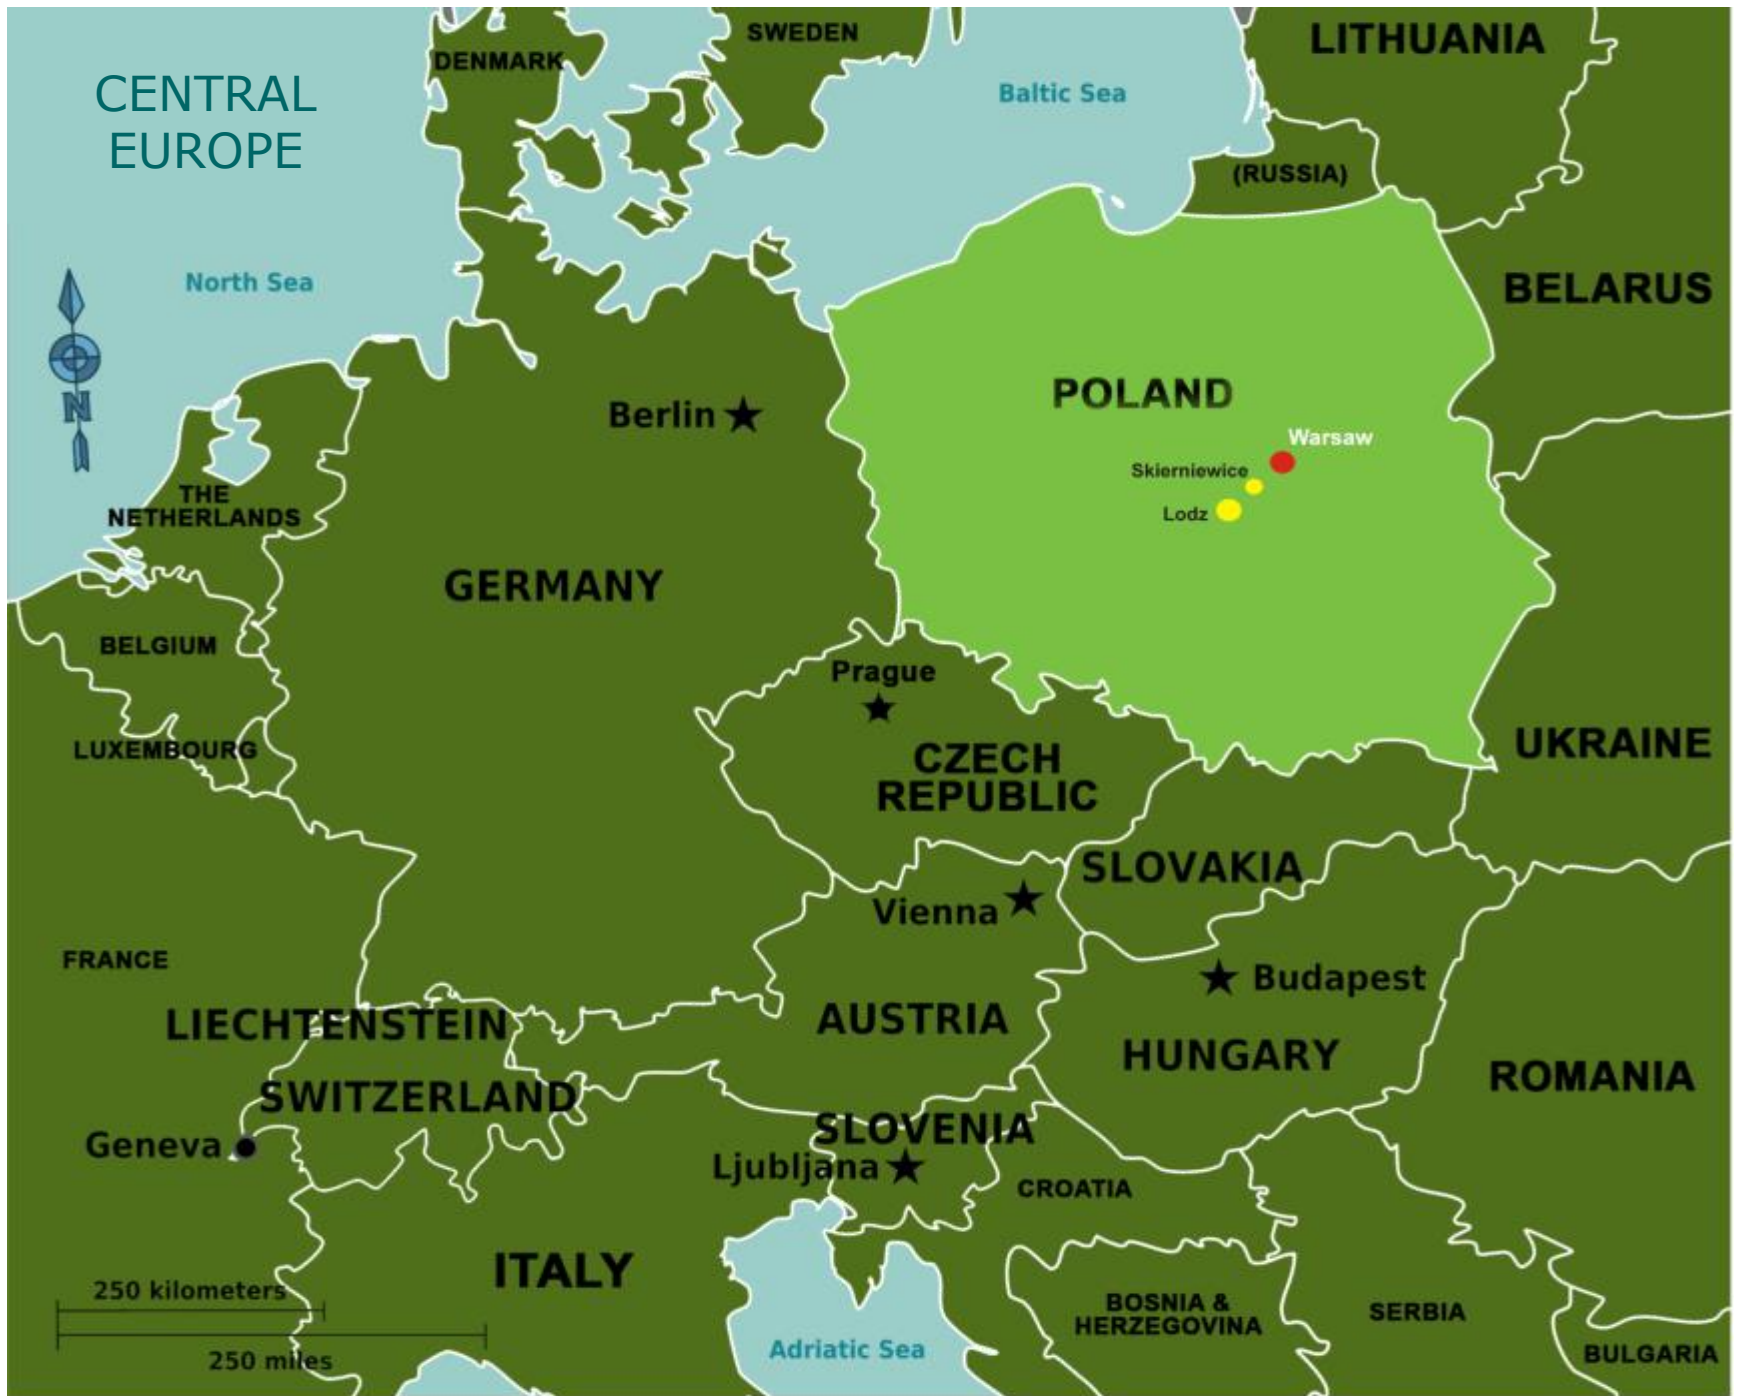 CENTRAL
EUROPE
DENMARK
SWEDEN
LITHUANIA
Baltic Sea
(RUSSIA)
North Sea
BELARUS
N
POLAND
Berlin
Warsaw
Skierniewice
Lodz
THE
NETHERLANDS
GERMANY
BELGIUM
Prague
LUXEMBOURG
CZECH
REPUBLIC
UKRAINE
SLOVAKIA
Vienna
FRANCE
Budapest
LIECHTENSTEIN
AUSTRIA
HUNGARY
SWITZERLAND
ROMANIA
SLOVENIA
Geneva
Ljubljana
CROATIA
ITALY
250 kilometers
BOSNIA &
HERZEGOVINA
SERBIA
Adriatic Sea
250 miles
BULGARIA